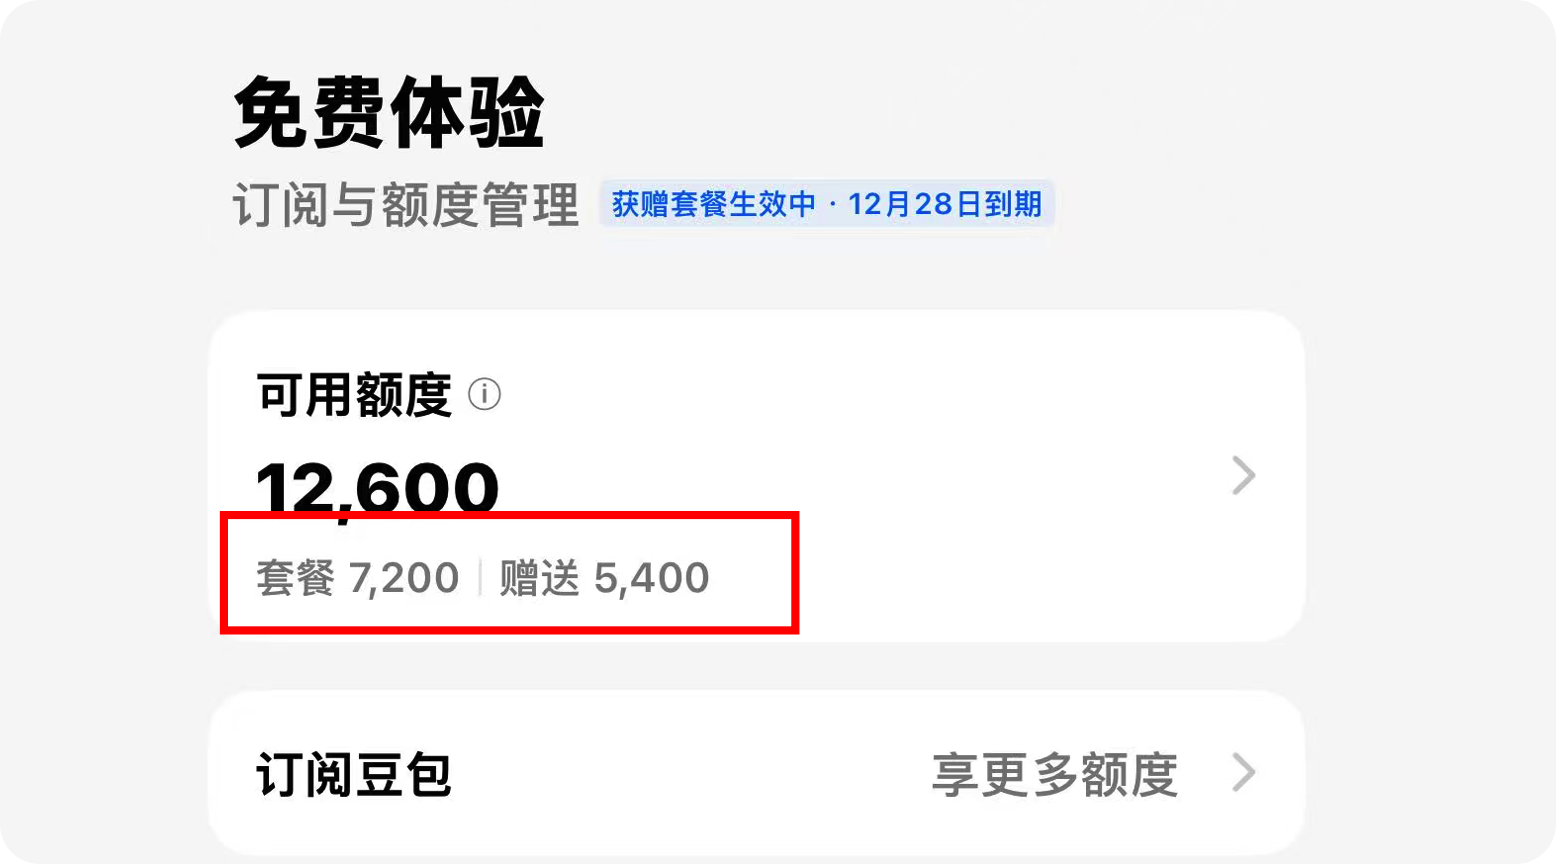 免费体验
订阅与额度管理 获赠套餐生效中 · 12月28日到期
可用额度
12,600
套餐 7,200 | 赠送 5,400
订阅豆包 享更多额度